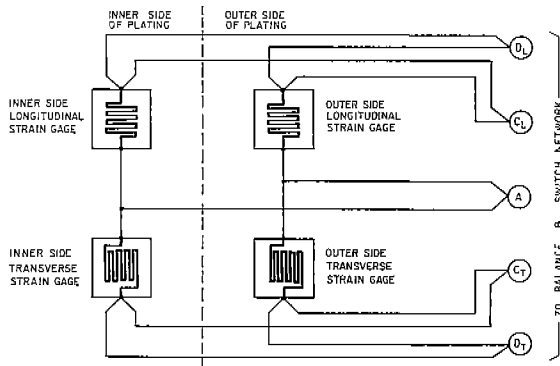 INNER SIDE
OF PLATING
OUTER SIDE
OF PLATING
INNER SIDE
LONGITUDINAL
STRAIN GAGE
OUTER SIDE
LONGITUDINAL
STRAIN GAGE
INNER SIDE
TRANSVERSE
STRAIN GAGE
OUTER SIDE
TRANSVERSE
STRAIN GAGE
DL
CL
A
CT
DT
TO BALANCE & SWITCH NETWORK